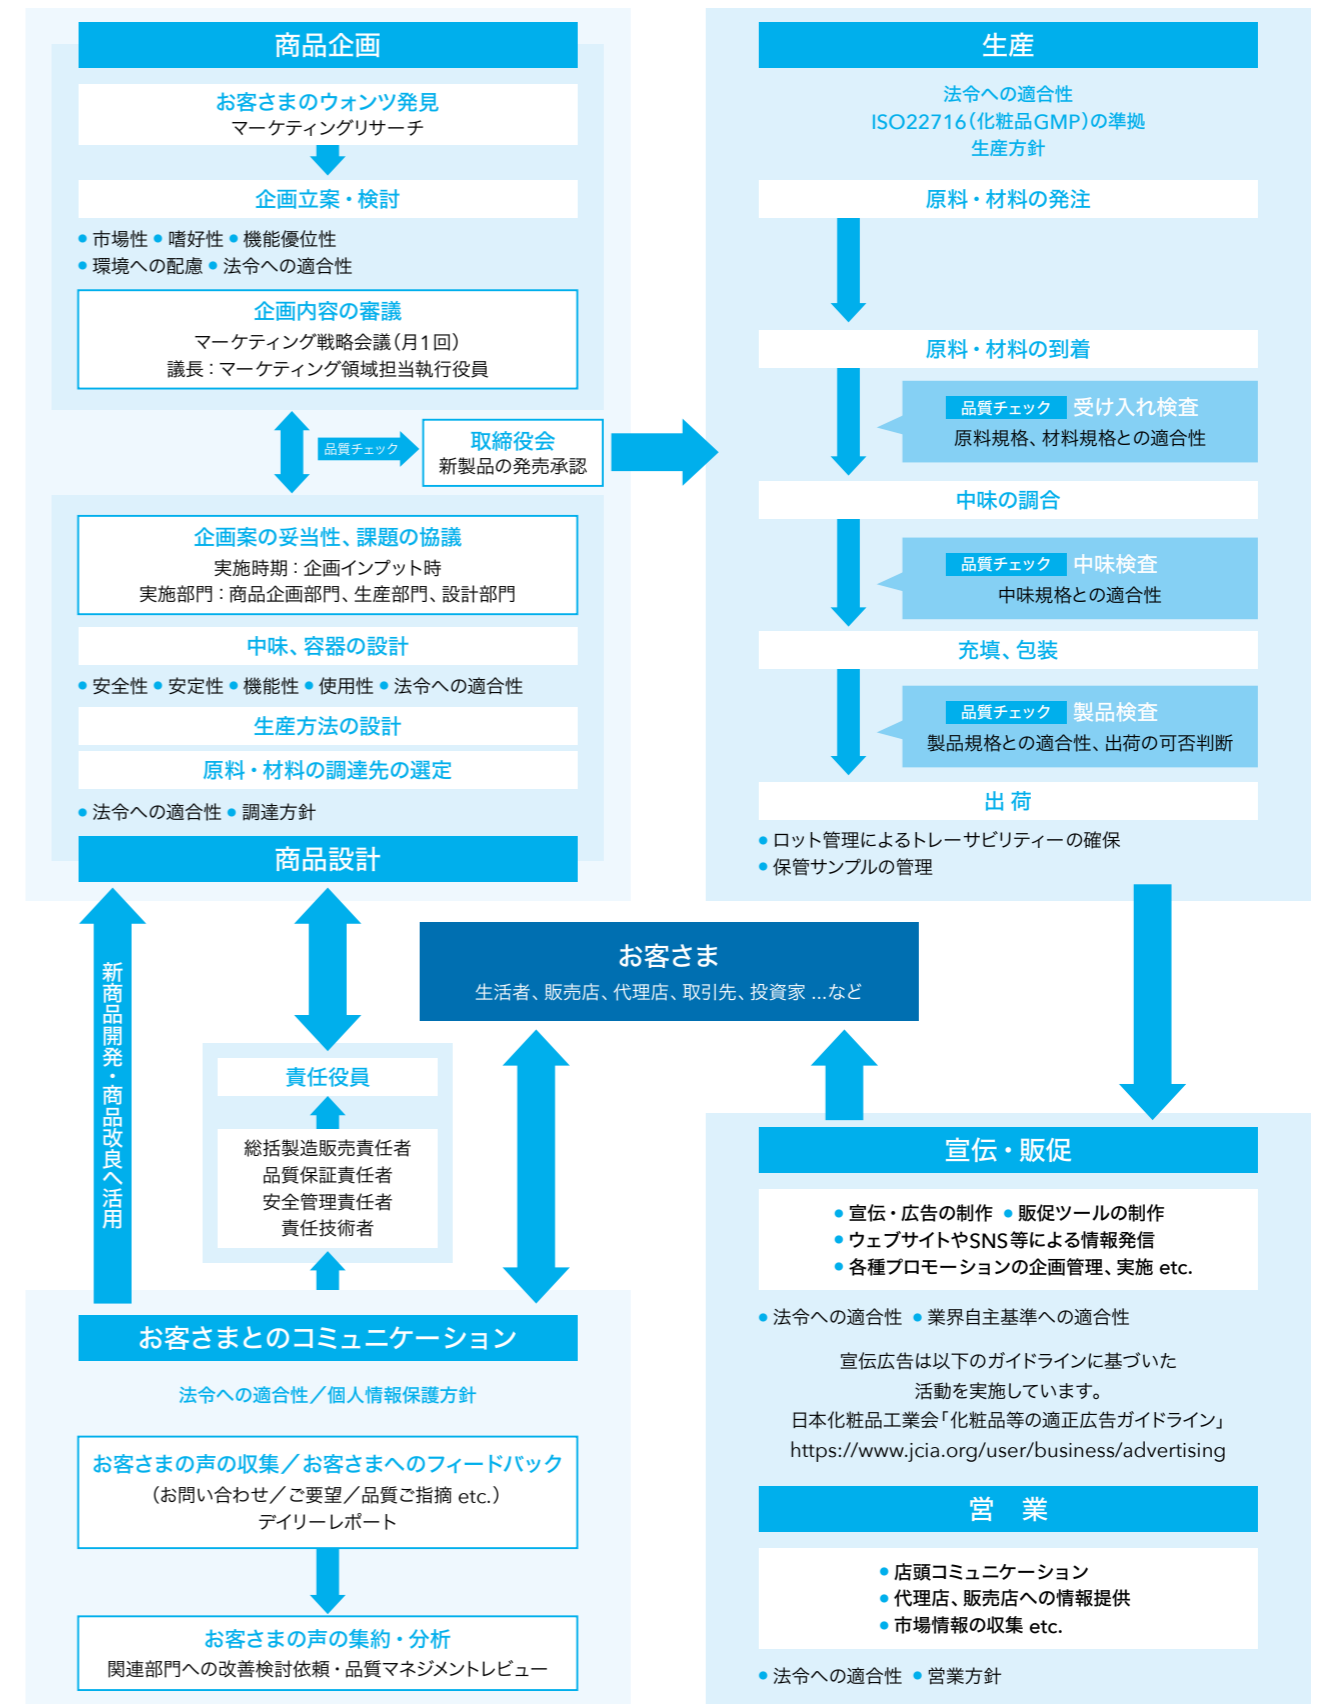 商品企画
お客さまのウォンツ発見
マーケティングリサーチ
企画立案・検討
● 市場性 ● 嗜好性 ● 機能優位性
● 環境への配慮 ● 法令への適合性
企画内容の審議
マーケティング戦略会議（月1回）
議長：マーケティング領域担当執行役員
品質チェック
取締役会
新製品の発売承認
企画案の妥当性、課題の協議
実施時期：企画インプット時
実施部門：商品企画部門、生産部門、設計部門
中味、容器の設計
● 安全性 ● 安定性 ● 機能性 ● 使用性 ● 法令への適合性
生産方法の設計
原料・材料の調達先の選定
● 法令への適合性 ● 調達方針
商品設計
生産
法令への適合性
ISO22716（化粧品GMP）の準拠
生産方針
原料・材料の発注
原料・材料の到着
品質チェック 受け入れ検査
原料規格、材料規格との適合性
中味の調合
品質チェック 中味検査
中味規格との適合性
充填、包装
品質チェック 製品検査
製品規格との適合性、出荷の可否判断
出荷
● ロット管理によるトレーサビリティーの確保
● 保管サンプルの管理
お客さま
生活者、販売店、代理店、取引先、投資家 ...など
新商品開発・商品改良へ活用
責任役員
総括製造販売責任者
品質保証責任者
安全管理責任者
責任技術者
お客さまとのコミュニケーション
法令への適合性／個人情報保護方針
お客さまの声の収集／お客さまへのフィードバック
（お問い合わせ／ご要望／品質ご指摘 etc.）
デイリーレポート
お客さまの声の集約・分析
関連部門への改善検討依頼・品質マネジメントレビュー
宣伝・販促
● 宣伝・広告の制作 ● 販促ツールの制作
● ウェブサイトやSNS等による情報発信
● 各種プロモーションの企画管理、実施 etc.
● 法令への適合性 ● 業界自主基準への適合性
宣伝広告は以下のガイドラインに基づいた
活動を実施しています。
日本化粧品工業会「化粧品等の適正広告ガイドライン」
https://www.jcia.org/user/business/advertising
営 業
● 店頭コミュニケーション
● 代理店、販売店への情報提供
● 市場情報の収集 etc.
● 法令への適合性 ● 営業方針